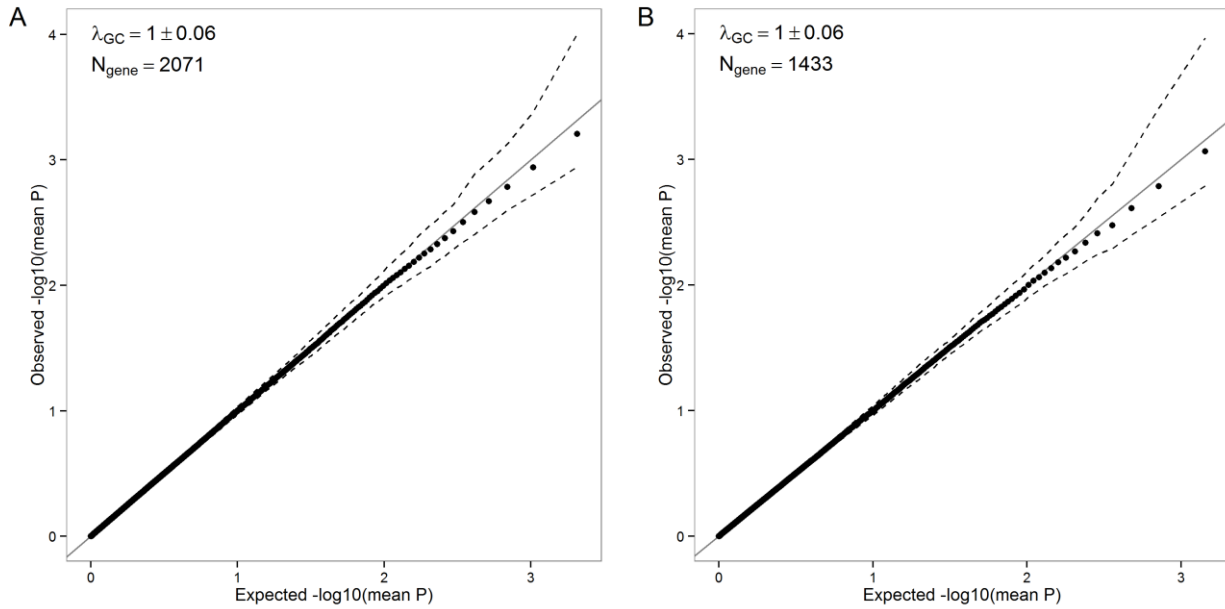 A
λGC = 1 ± 0.06
Ngene = 2071
4
3
2
1
0
Observed -log10(mean P)
0 1 2 3
Expected -log10(mean P)
B
λGC = 1 ± 0.06
Ngene = 1433
4
3
2
1
0
Observed -log10(mean P)
0 1 2 3
Expected -log10(mean P)